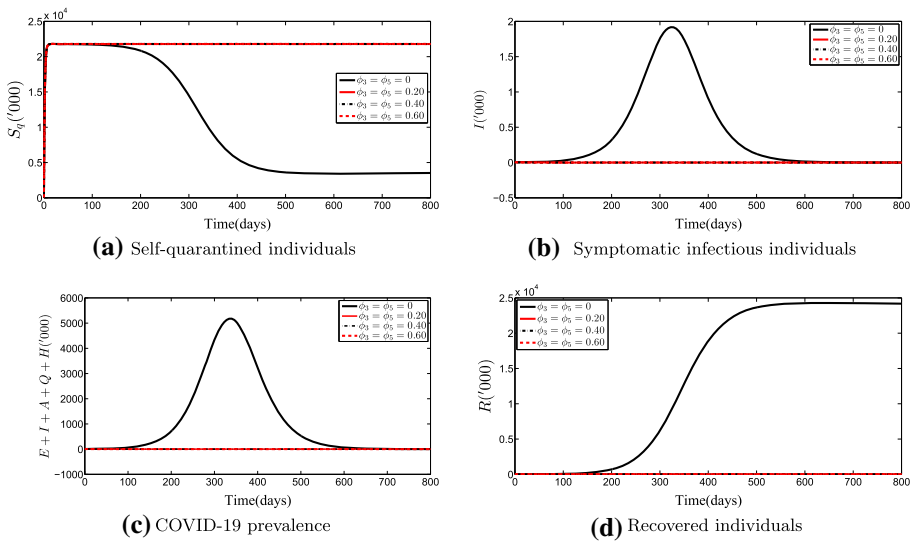 x 10⁴
2.5
2
1.5
1
0.5
0
0 100 200 300 400 500 600 700 800
S_q('000)
Time(days)
ϕ₃ = ϕ₅ = 0
ϕ₃ = ϕ₅ = 0.20
ϕ₃ = ϕ₅ = 0.40
ϕ₃ = ϕ₅ = 0.60
(a) Self-quarantined individuals
2
1.5
1
0.5
0
−0.5
0 100 200 300 400 500 600 700 800
I('000)
Time(days)
ϕ₃ = ϕ₅ = 0
ϕ₃ = ϕ₅ = 0.20
ϕ₃ = ϕ₅ = 0.40
ϕ₃ = ϕ₅ = 0.60
(b) Symptomatic infectious individuals
6000
5000
4000
3000
2000
1000
0
−1000
0 100 200 300 400 500 600 700 800
E + I + A + Q + H('000)
Time(days)
ϕ₃ = ϕ₅ = 0
ϕ₃ = ϕ₅ = 0.20
ϕ₃ = ϕ₅ = 0.40
ϕ₃ = ϕ₅ = 0.60
(c) COVID-19 prevalence
x 10⁴
2.5
2
1.5
1
0.5
0
0 100 200 300 400 500 600 700 800
R('000)
Time(days)
ϕ₃ = ϕ₅ = 0
ϕ₃ = ϕ₅ = 0.20
ϕ₃ = ϕ₅ = 0.40
ϕ₃ = ϕ₅ = 0.60
(d) Recovered individuals